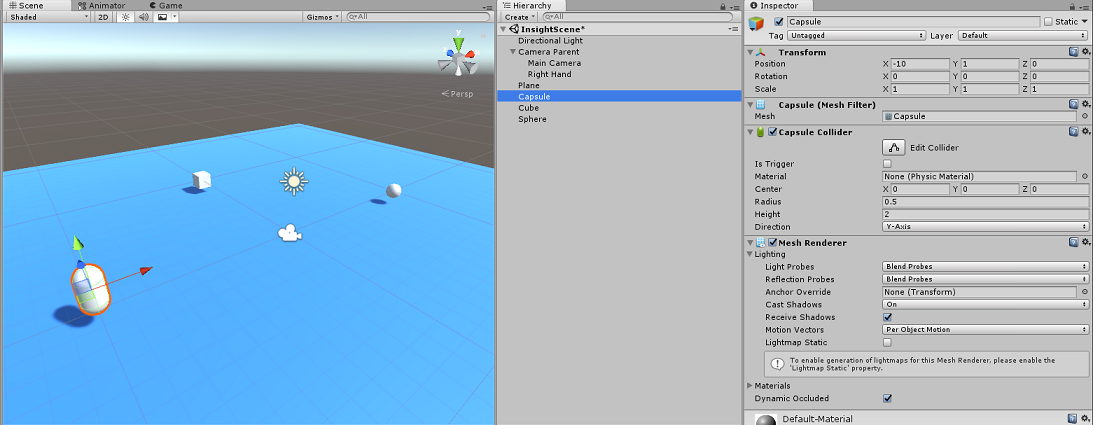 Scene
Animator
Game
Shaded
2D
Gizmos
All
Persp
Hierarchy
Create
All
InsightScene*
Directional Light
Camera Parent
Main Camera
Right Hand
Plane
Capsule
Cube
Sphere
Inspector
Capsule
Static
Tag Untagged Layer Default
Transform
Position X -10 Y 1 Z 0
Rotation X 0 Y 0 Z 0
Scale X 1 Y 1 Z 1
Capsule (Mesh Filter)
Mesh Capsule
Capsule Collider
Edit Collider
Is Trigger
Material None (Physic Material)
Center X 0 Y 0 Z 0
Radius 0.5
Height 2
Direction Y-Axis
Mesh Renderer
Lighting
Light Probes Blend Probes
Reflection Probes Blend Probes
Anchor Override None (Transform)
Cast Shadows On
Receive Shadows
Motion Vectors Per Object Motion
Lightmap Static
To enable generation of lightmaps for this Mesh Renderer, please enable the
'Lightmap Static' property.
Materials
Dynamic Occluded
Default-Material